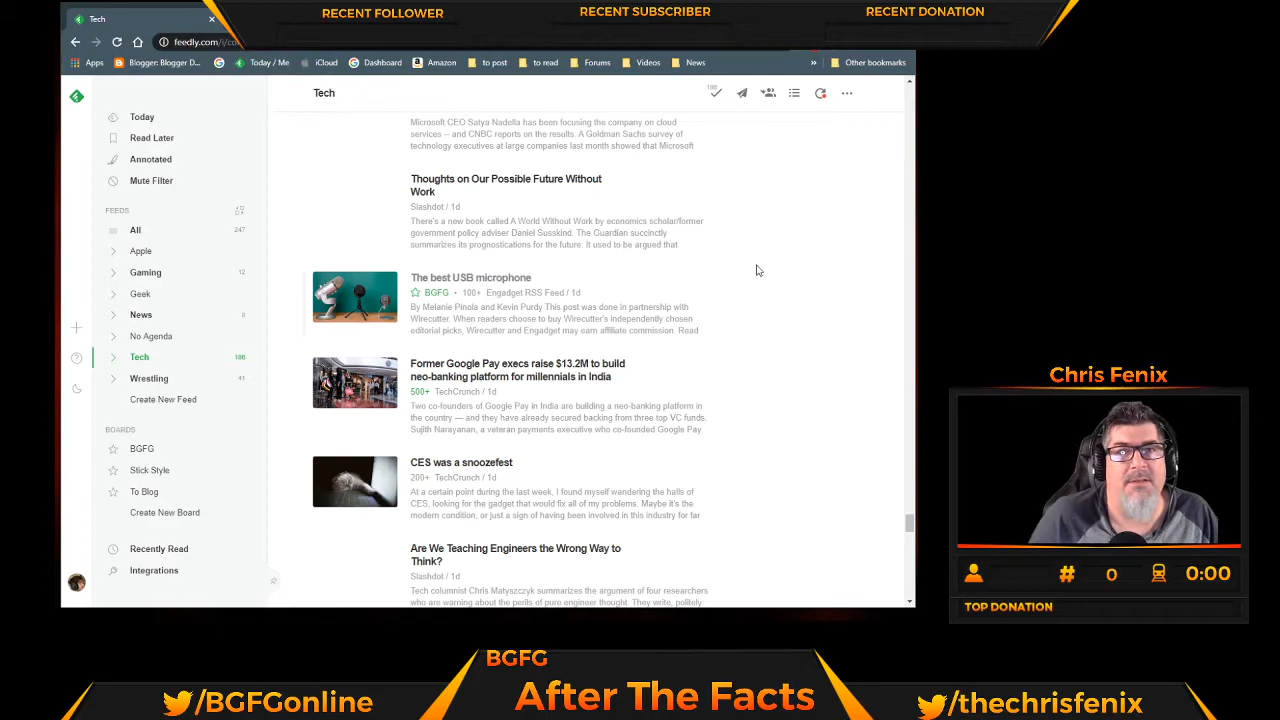 RECENT FOLLOWER
RECENT SUBSCRIBER
RECENT DONATION
Tech
feedly.com/i/co
Apps
Blogger: Blogger D...
Today / Me
iCloud
Dashboard
Amazon
to post
to read
Forums
Videos
News
»
Other bookmarks
Tech
186
Today
Read Later
Annotated
Mute Filter
FEEDS
All 247
Apple
Gaming 12
Geek
News 8
No Agenda
Tech 186
Wrestling 41
Create New Feed
BOARDS
BGFG
Stick Style
To Blog
Create New Board
Recently Read
Integrations
Microsoft CEO Satya Nadella has been focusing the company on cloud
services -- and CNBC reports on the results: A Goldman Sachs survey of
technology executives at large companies last month showed that Microsoft
Thoughts on Our Possible Future Without
Work
Slashdot / 1d
There's a new book called A World Without Work by economics scholar/former
government policy adviser Daniel Susskind. The Guardian succinctly
summarizes its prognostications for the future: It used to be argued that
The best USB microphone
BGFG • 100+ Engadget RSS Feed / 1d
By Melanie Pinola and Kevin Purdy This post was done in partnership with
Wirecutter. When readers choose to buy Wirecutter's independently chosen
editorial picks, Wirecutter and Engadget may earn affiliate commission. Read
Former Google Pay execs raise $13.2M to build
neo-banking platform for millennials in India
500+ TechCrunch / 1d
Two co-founders of Google Pay in India are building a neo-banking platform in
the country — and they have already secured backing from three top VC funds.
Sujith Narayanan, a veteran payments executive who co-founded Google Pay
CES was a snoozefest
200+ TechCrunch / 1d
At a certain point during the last week, I found myself wandering the halls of
CES, looking for the gadget that would fix all of my problems. Maybe it's the
modern condition, or just a sign of having been involved in this industry for far
Are We Teaching Engineers the Wrong Way to
Think?
Slashdot / 1d
Tech columnist Chris Matyszczyk summarizes the argument of four researchers
who are warning about the perils of pure engineer thought. They write, politely:
Chris Fenix
# 0 0:00
TOP DONATION
BGFG
After The Facts
/BGFGonline
/thechrisfenix